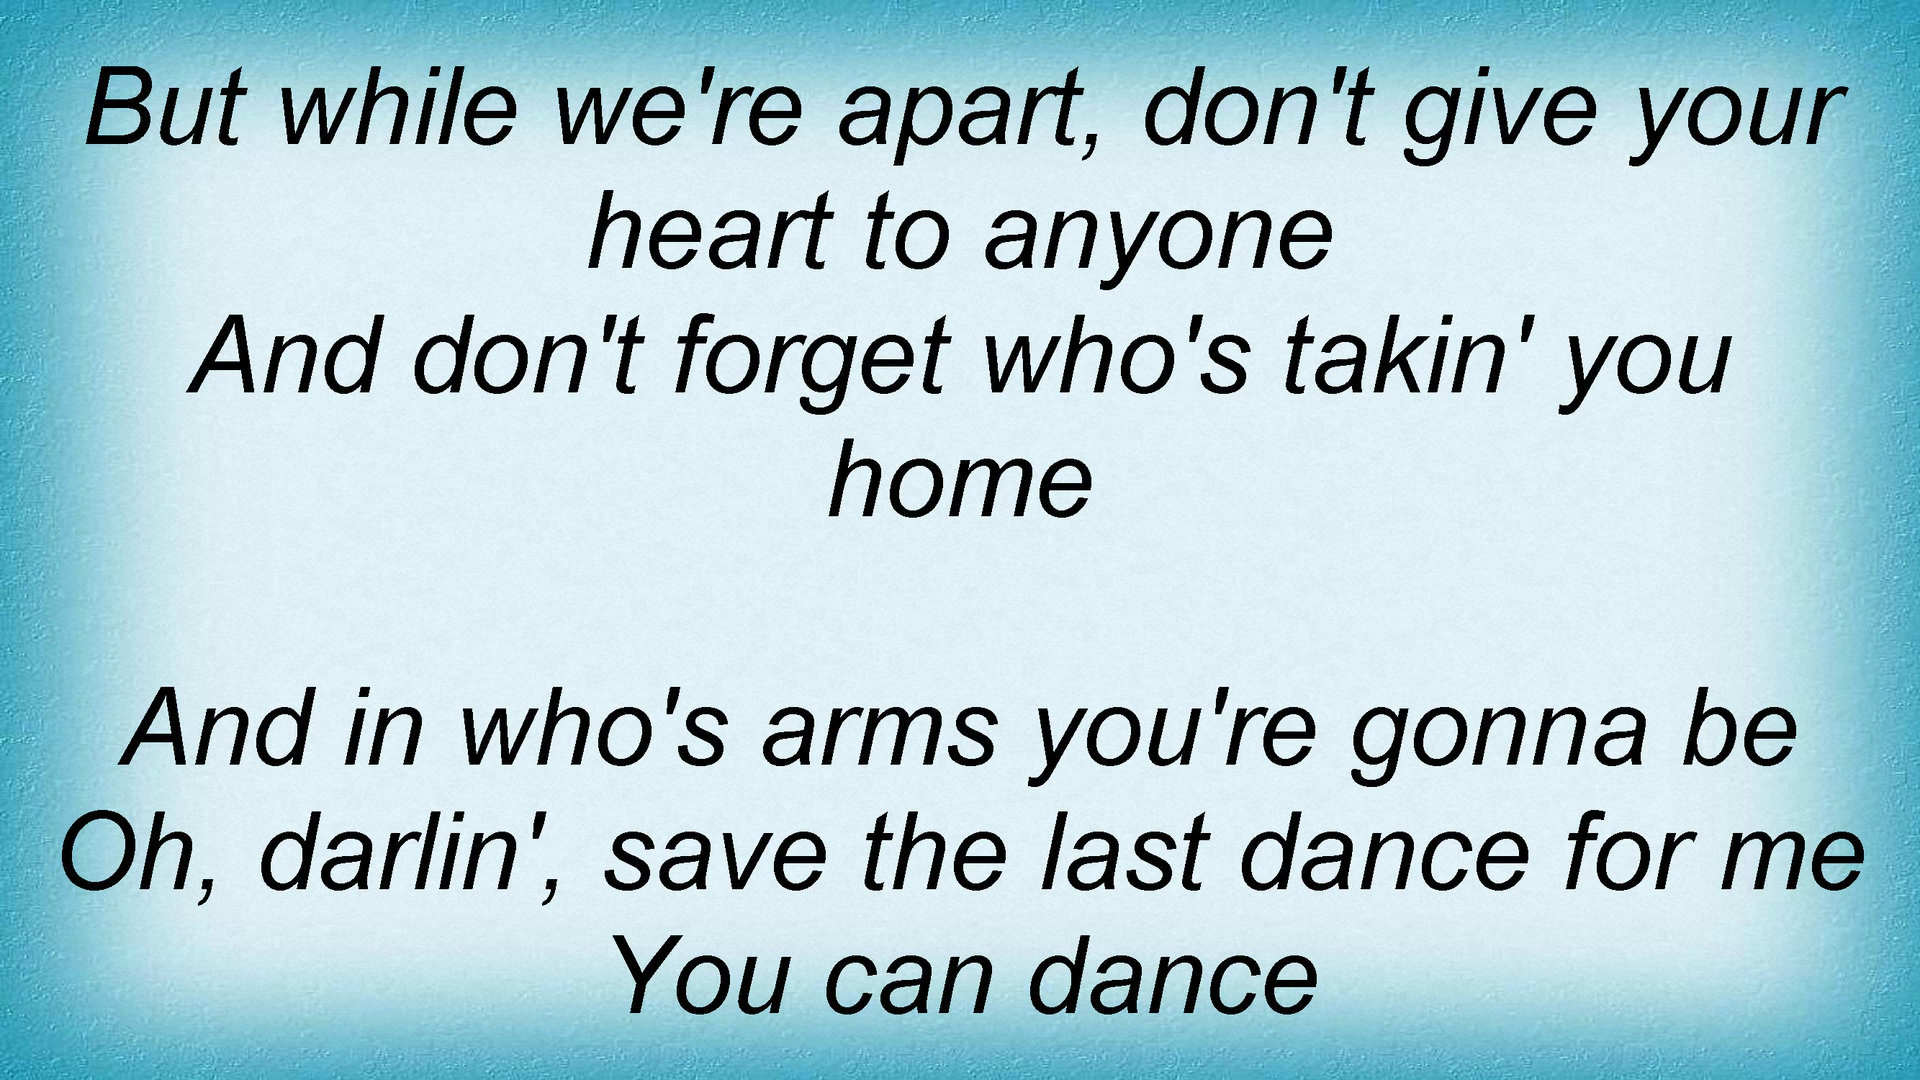 But while we're apart, don't give your
heart to anyone
And don't forget who's takin' you
home
And in who's arms you're gonna be
Oh, darlin', save the last dance for me
You can dance